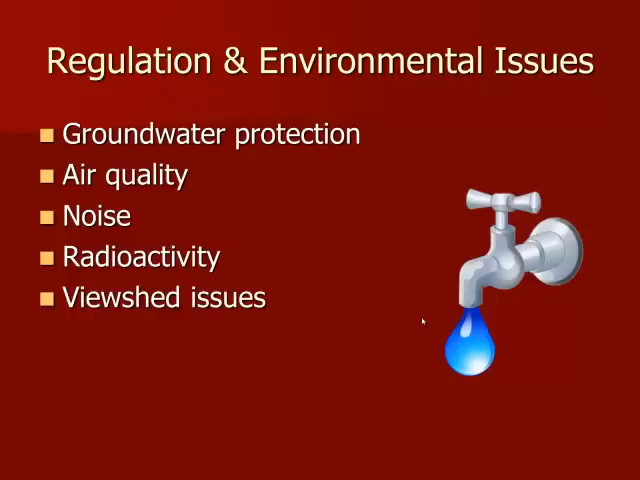 Regulation & Environmental Issues
Groundwater protection
Air quality
Noise
Radioactivity
Viewshed issues